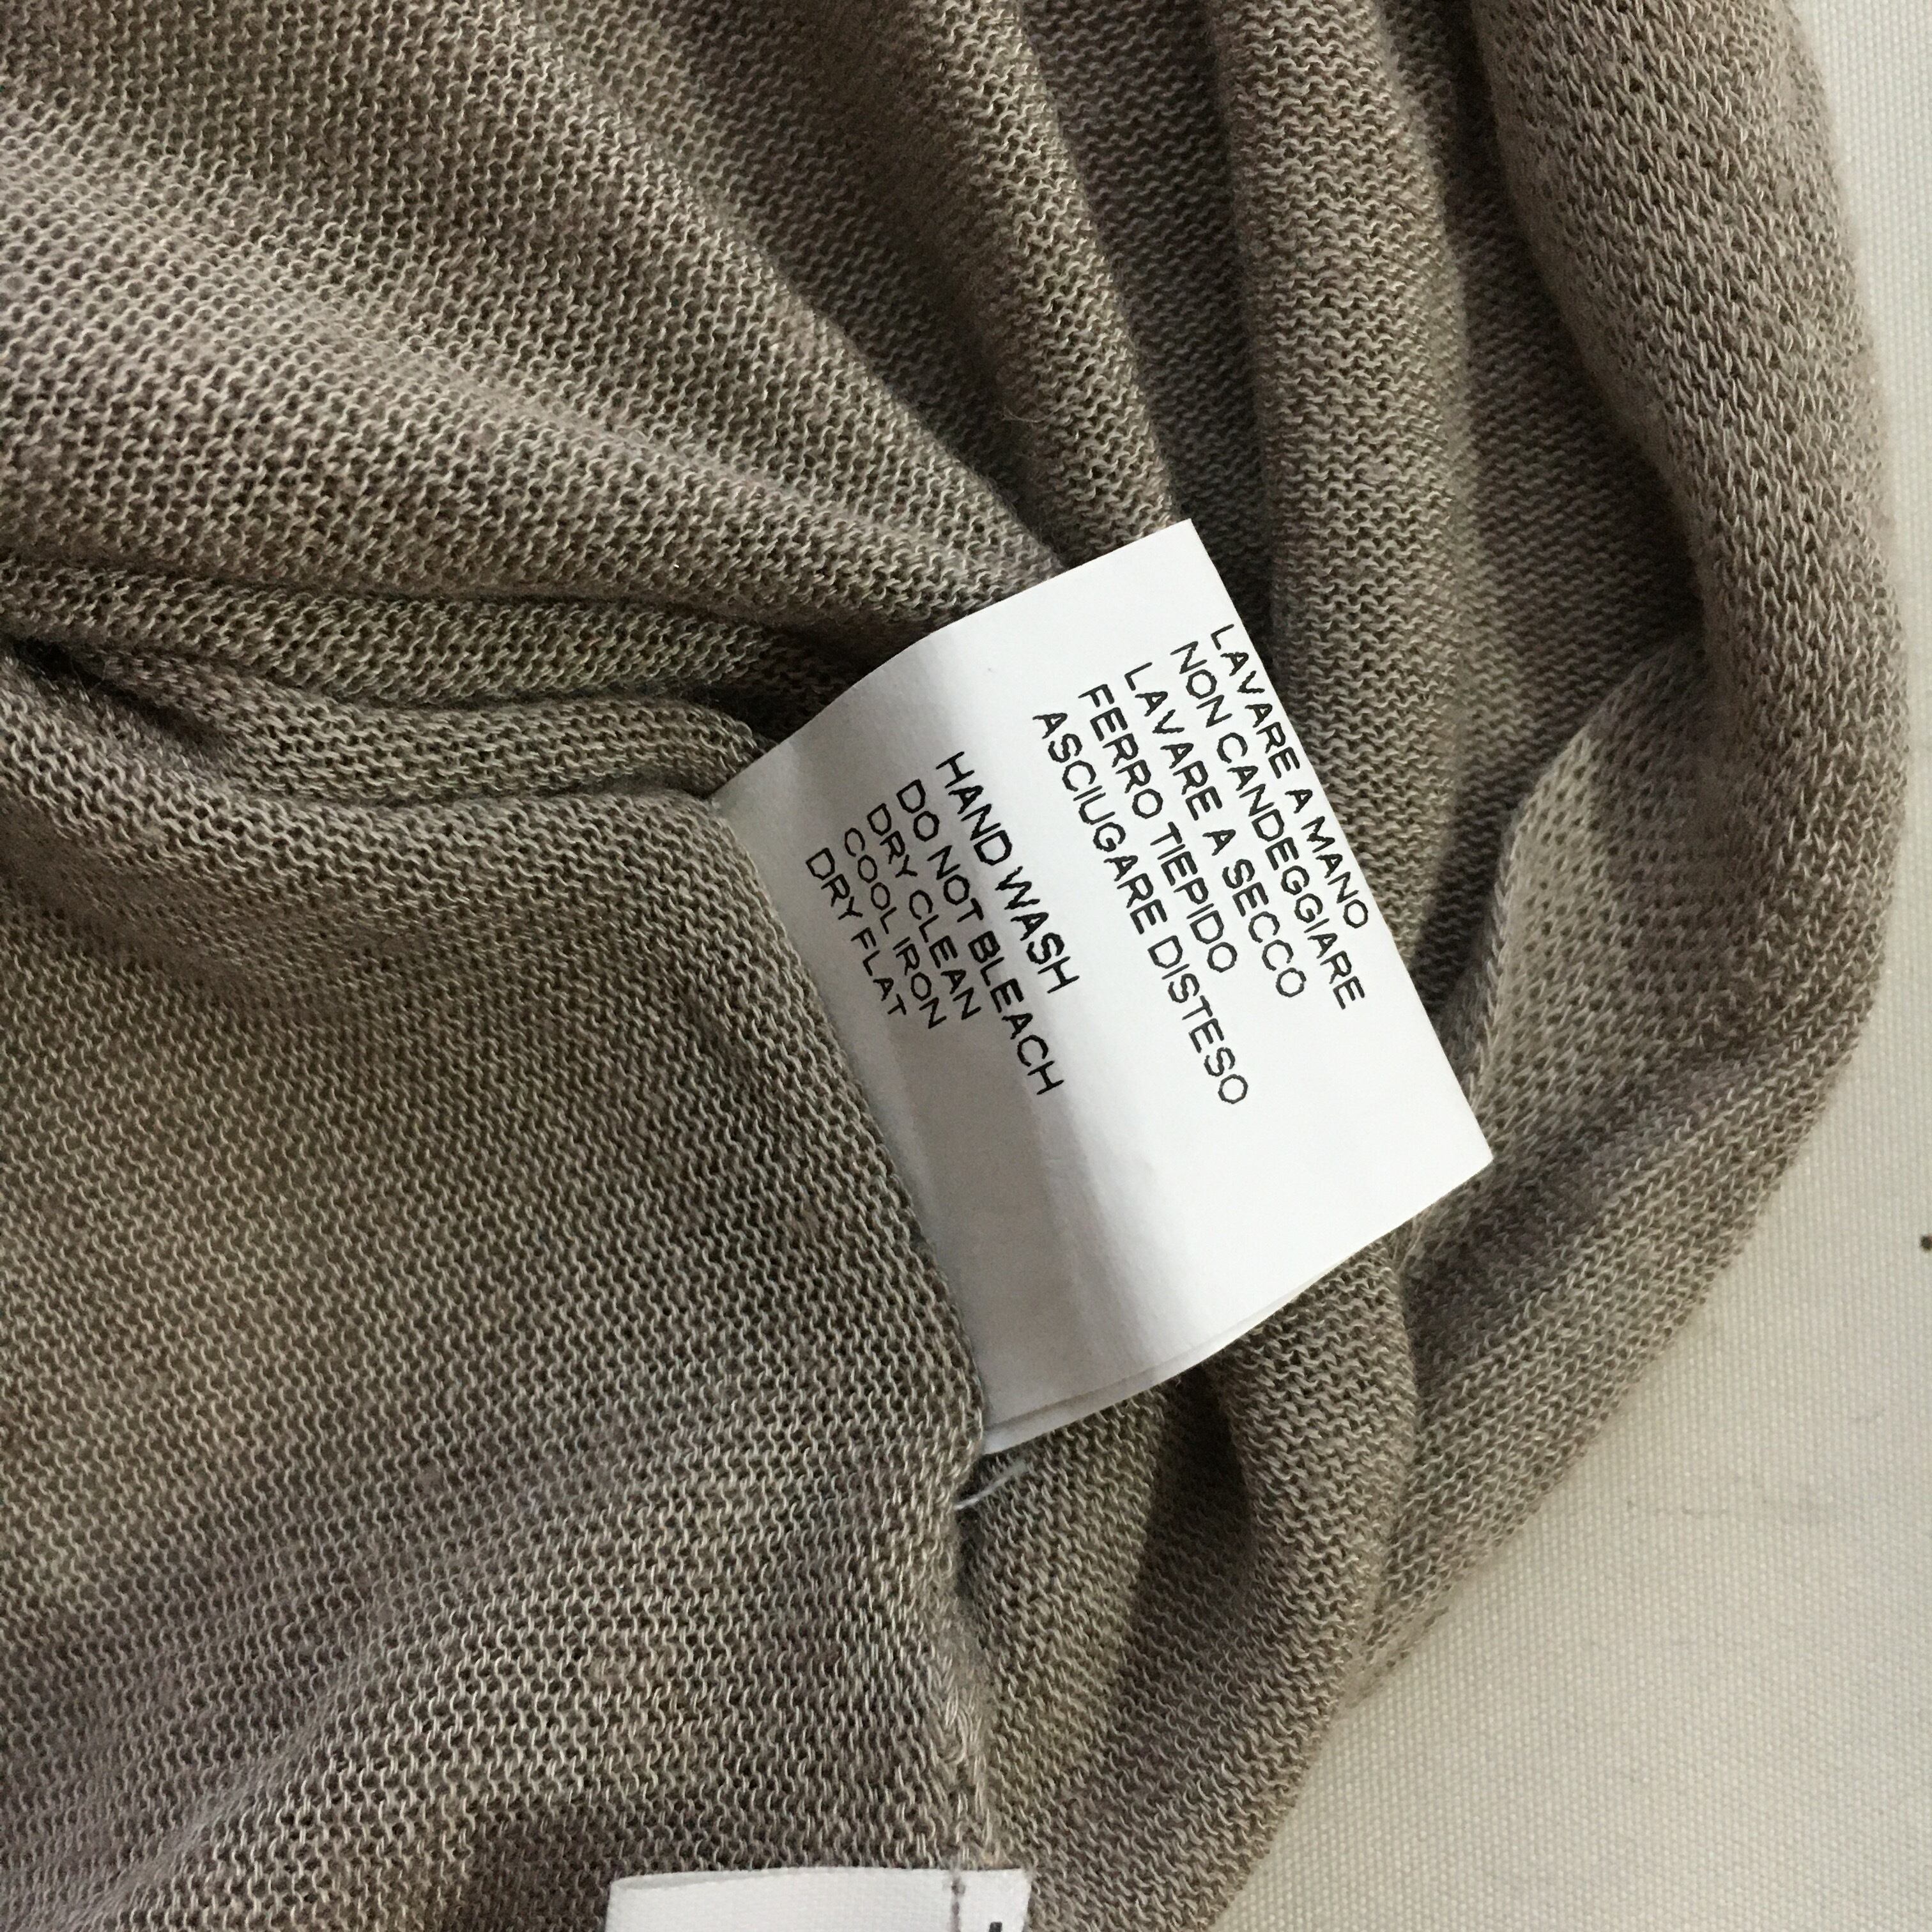 LAVARE A MANO
NON CANDEGGIARE
LAVARE A SECCO
FERRO TIEPIDO
ASCIUGARE DISTESO
HAND WASH
DO NOT BLEACH
DRY CLEAN
COOL IRON
DRY FLAT